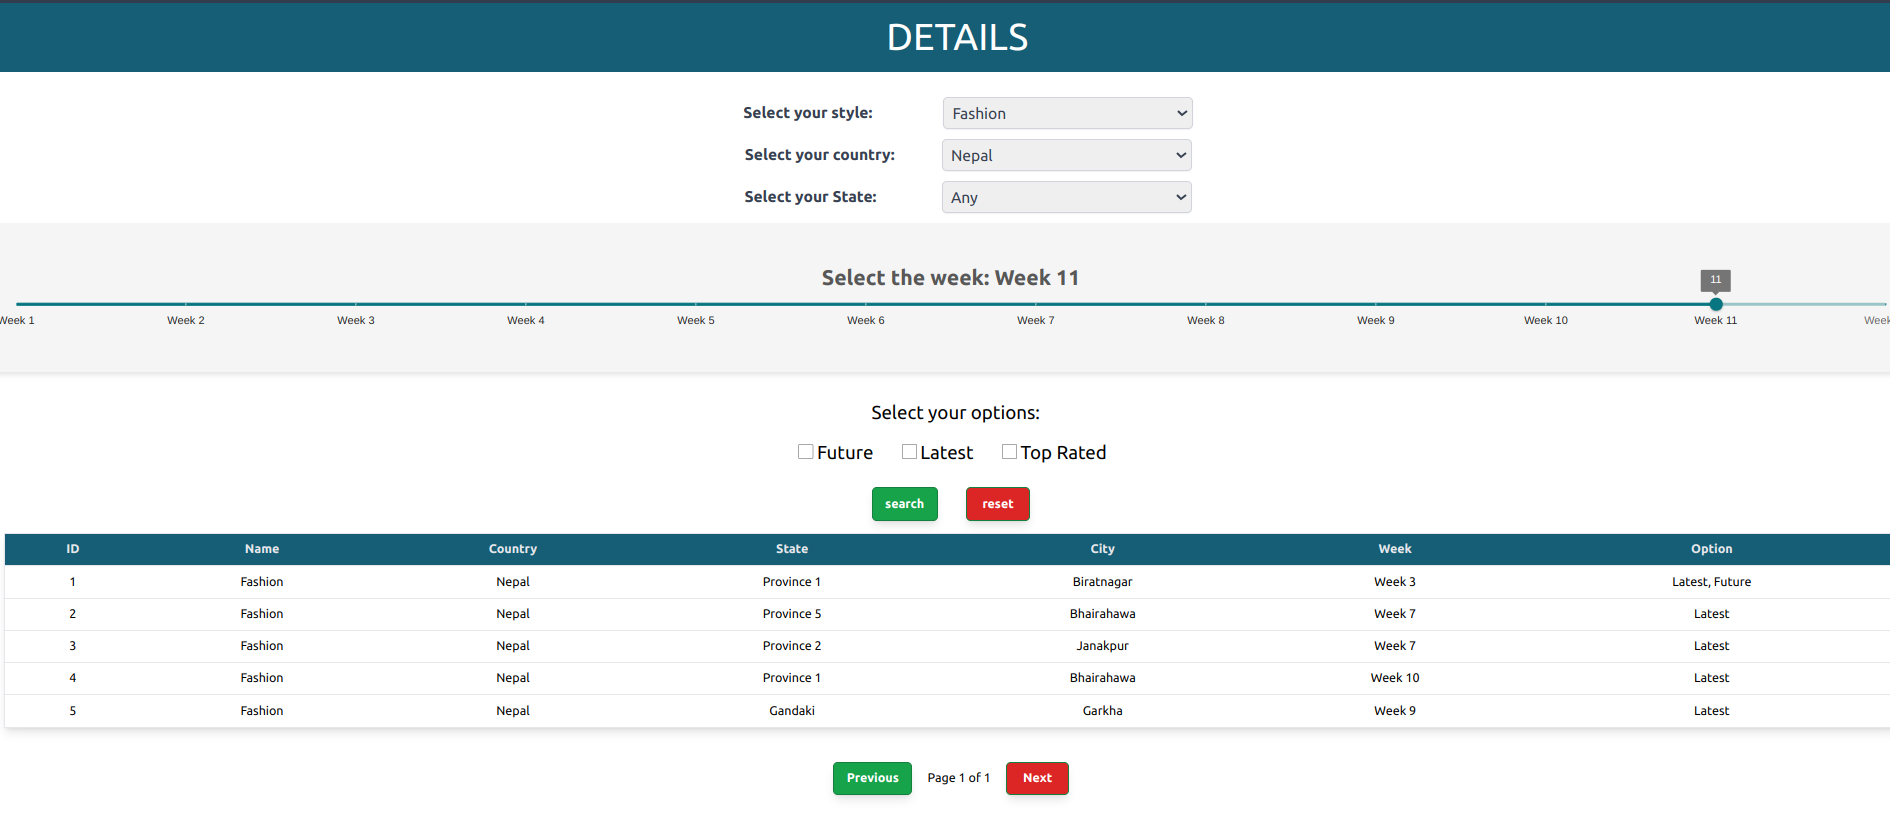 DETAILS
Select your style: Fashion
Select your country: Nepal
Select your State: Any
Select the week: Week 11
11
Week 1 Week 2 Week 3 Week 4 Week 5 Week 6 Week 7 Week 8 Week 9 Week 10 Week 11 Week
Select your options:
Future Latest Top Rated
search reset
ID Name Country State City Week Option
1 Fashion Nepal Province 1 Biratnagar Week 3 Latest, Future
2 Fashion Nepal Province 5 Bhairahawa Week 7 Latest
3 Fashion Nepal Province 2 Janakpur Week 7 Latest
4 Fashion Nepal Province 1 Bhairahawa Week 10 Latest
5 Fashion Nepal Gandaki Garkha Week 9 Latest
Previous Page 1 of 1 Next